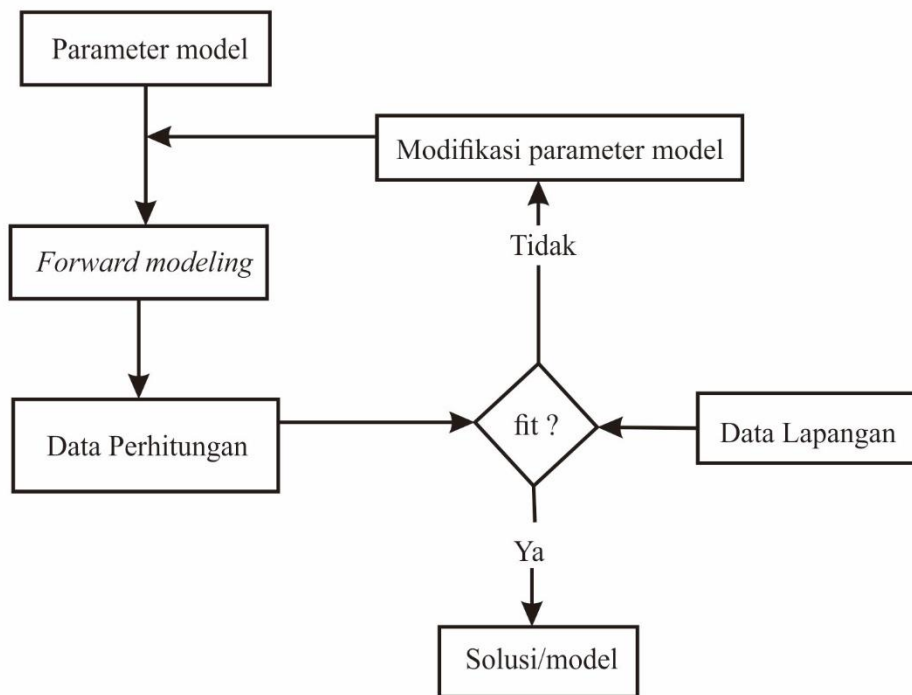 Parameter model
Modifikasi parameter model
Forward modeling
Tidak
Data Perhitungan
fit ?
Data Lapangan
Ya
Solusi/model